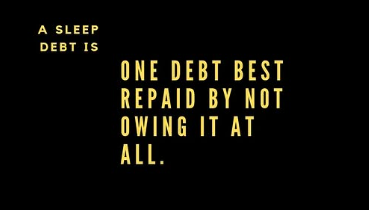 A SLEEP
DEBT IS
ONE DEBT BEST
REPAID BY NOT
OWING IT AT
ALL.